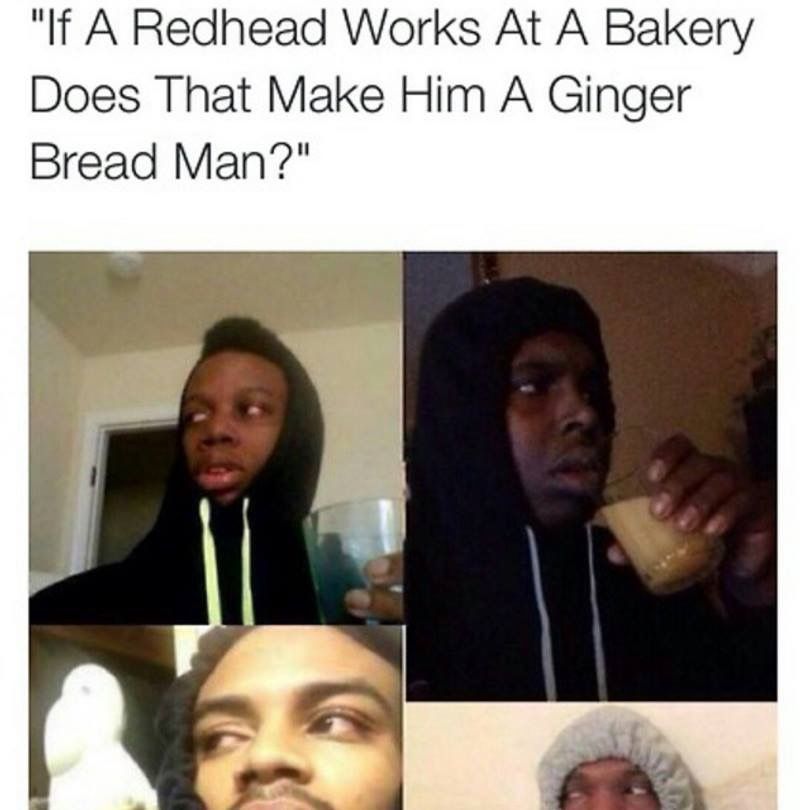 "If A Redhead Works At A Bakery
Does That Make Him A Ginger
Bread Man?"